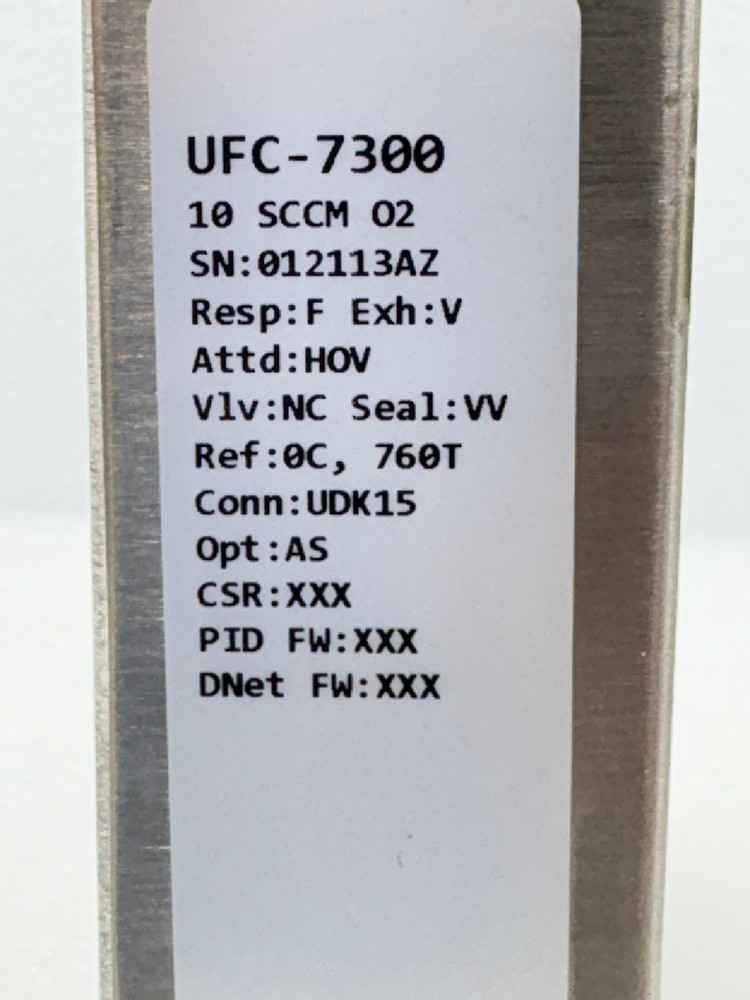 UFC-7300
10 SCCM O2
SN:012113AZ
Resp:F Exh:V
Attd:HOV
Vlv:NC Seal:VV
Ref:0C, 760T
Conn:UDK15
Opt:AS
CSR:XXX
PID FW:XXX
DNet FW:XXX